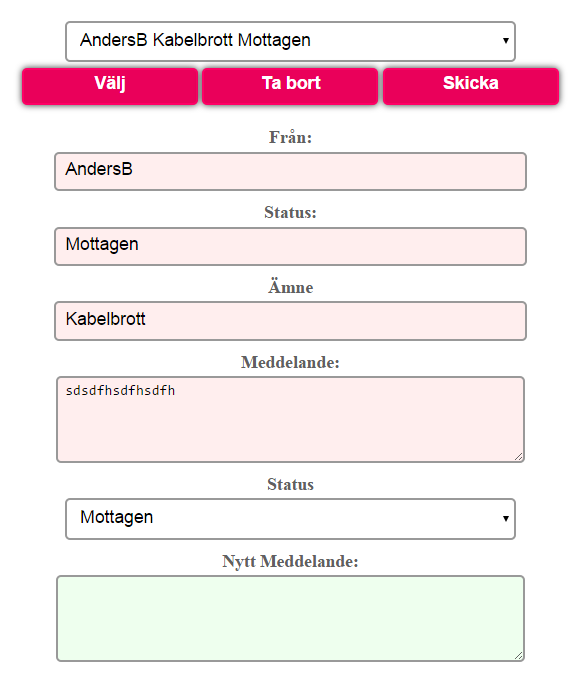 AndersB Kabelbrott Mottagen
Välj Ta bort Skicka
Från:
AndersB
Status:
Mottagen
Ämne
Kabelbrott
Meddelande:
sdsdfhsdfhsdfh
Status
Mottagen
Nytt Meddelande: